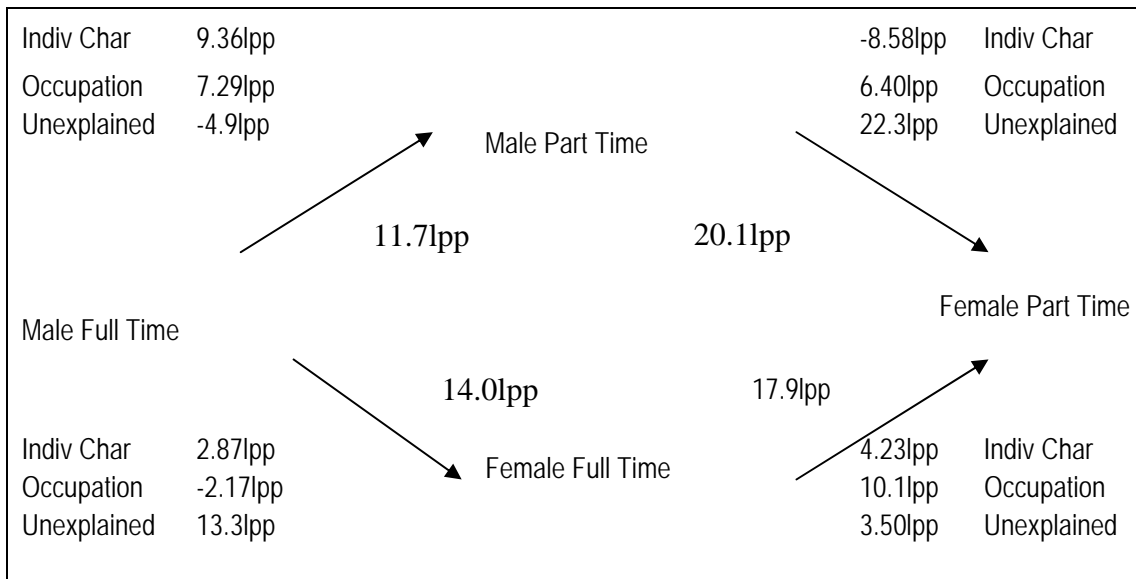 Indiv Char 9.36lpp -8.58lpp Indiv Char
Occupation 7.29lpp 6.40lpp Occupation
Unexplained -4.9lpp 22.3lpp Unexplained
Male Part Time
11.7lpp 20.1lpp
Female Part Time
Male Full Time
14.0lpp 17.9lpp
Indiv Char 2.87lpp 4.23lpp Indiv Char
Female Full Time
Occupation -2.17lpp 10.1lpp Occupation
Unexplained 13.3lpp 3.50lpp Unexplained